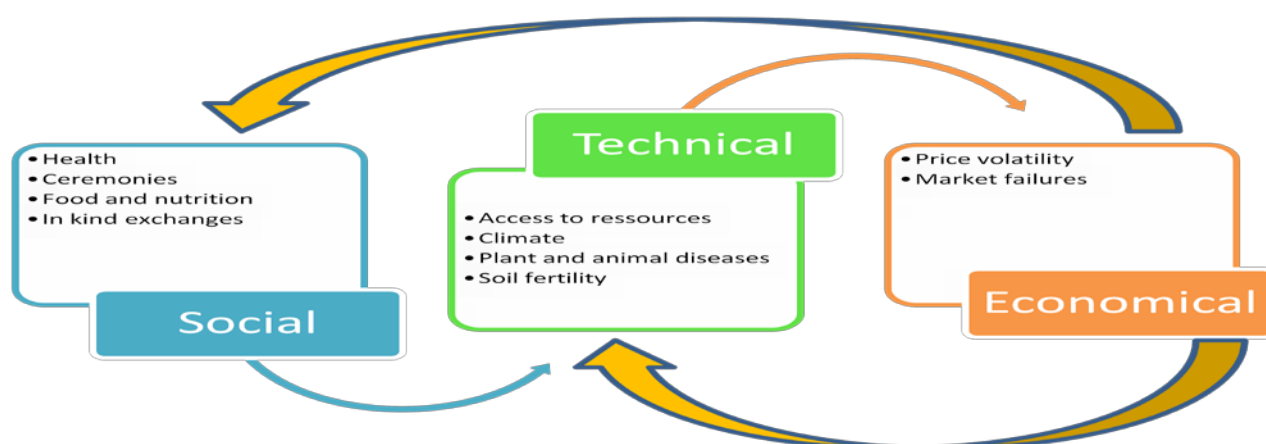 • Health
• Ceremonies
• Food and nutrition
• In kind exchanges
Social
Technical
• Access to ressources
• Climate
• Plant and animal diseases
• Soil fertility
• Price volatility
• Market failures
Economical